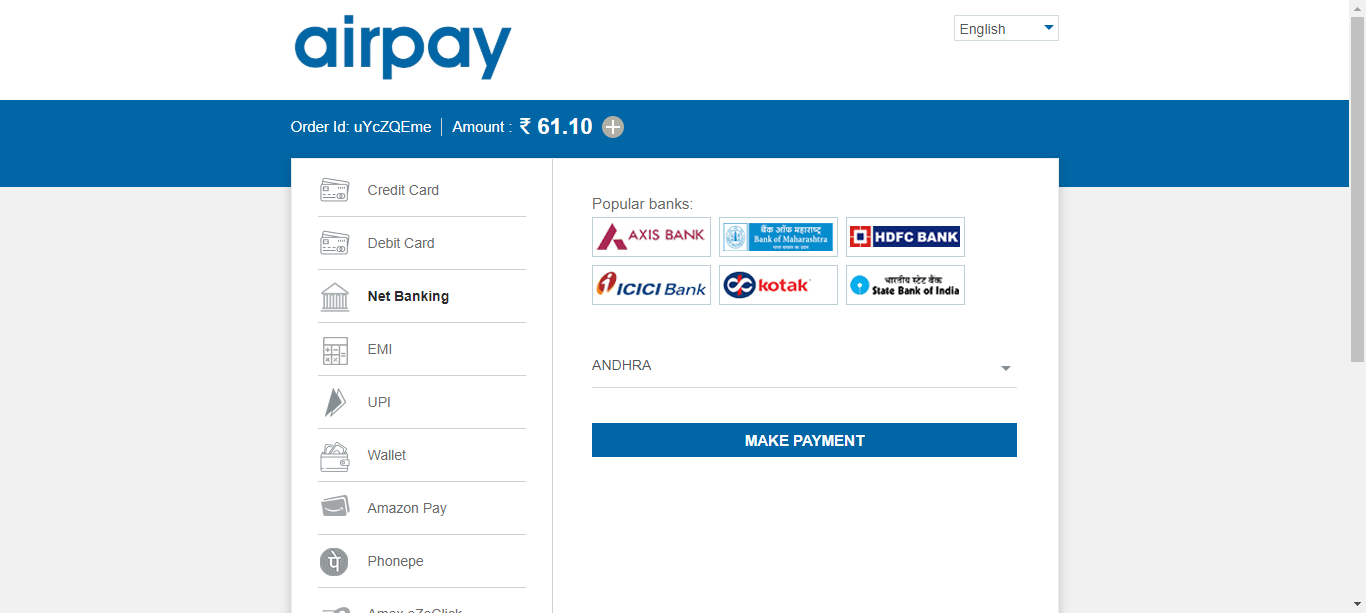 airpay
English
Order Id: uYcZQEme
Amount : ₹ 61.10
Credit Card
Debit Card
Net Banking
EMI
UPI
Wallet
Amazon Pay
पे
Phonepe
Amex eZeClick
Popular banks:
AXIS BANK
बैंक ऑफ महाराष्ट्र
Bank of Maharashtra
HDFC BANK
ICICI Bank
kotak
भारतीय स्टेट बैंक
State Bank of India
ANDHRA
MAKE PAYMENT